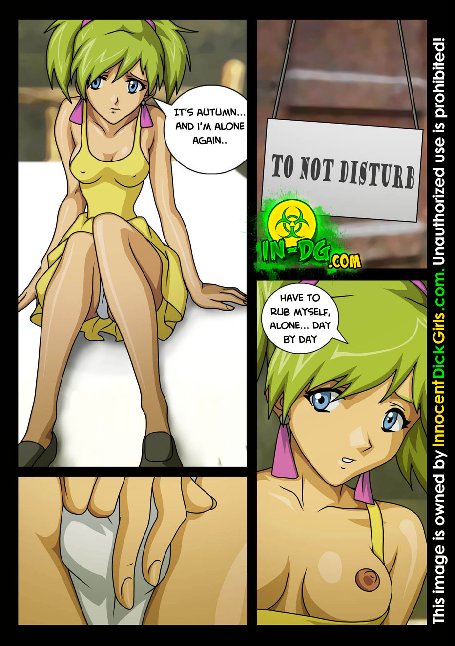 IT'S AUTUMN...
AND I'M ALONE
AGAIN..
TO NOT DISTURB
IN-DG.COM
HAVE TO
RUB MYSELF,
ALONE... DAY
BY DAY
This image is owned by InnocentDickGirls.com. Unauthorized use is prohibited!